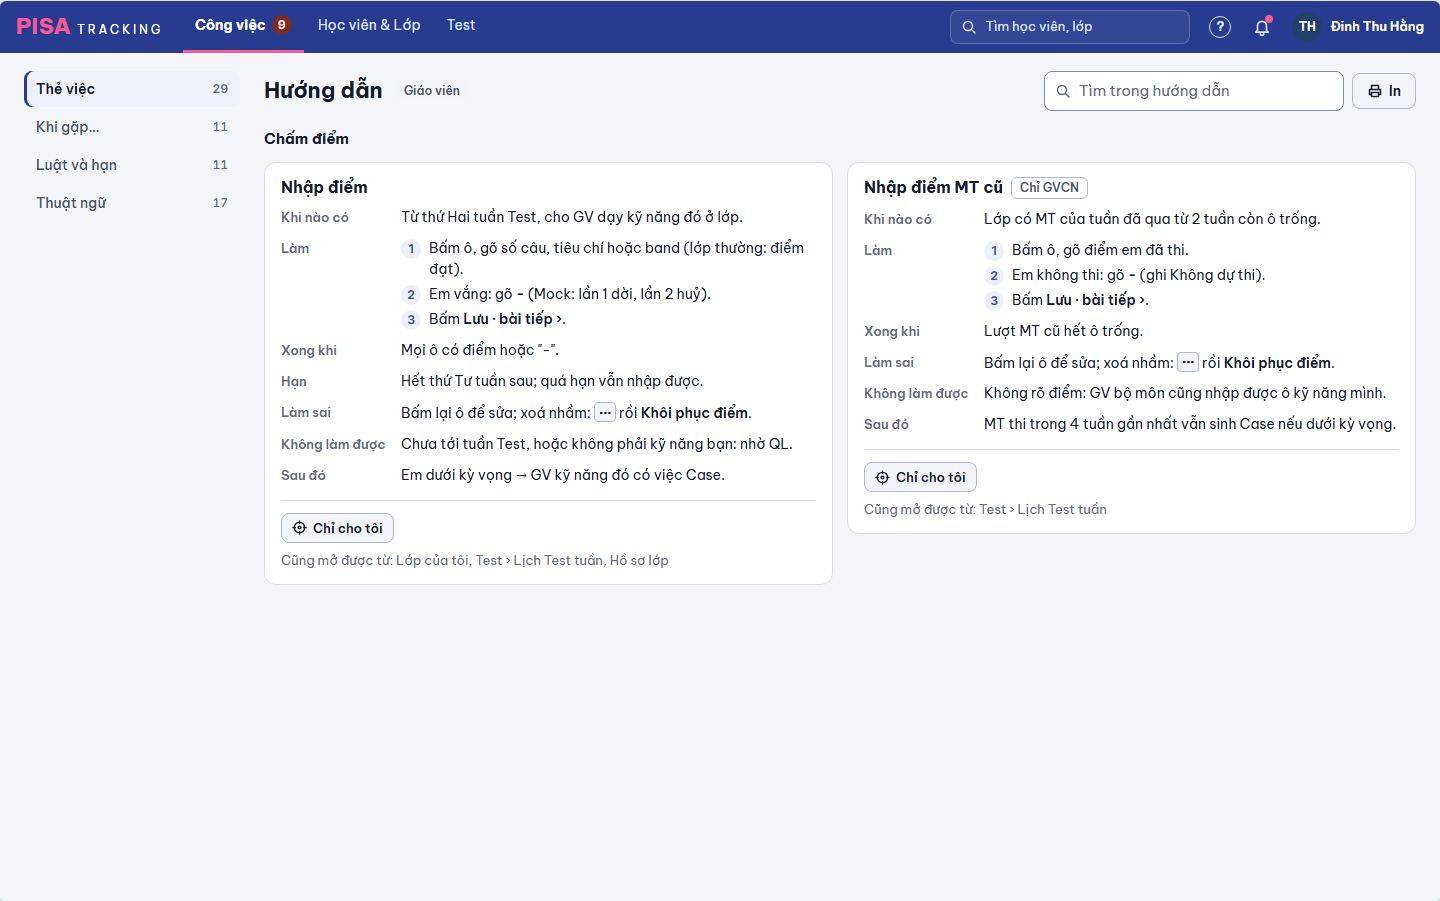 PISA TRACKING
Công việc 9
Học viên & Lớp
Test
Tìm học viên, lớp
?
TH
Đinh Thu Hằng
Thẻ việc 29
Khi gặp... 11
Luật và hạn 11
Thuật ngữ 17
Hướng dẫn
Giáo viên
Tìm trong hướng dẫn
In
Chấm điểm
Nhập điểm
Khi nào có Từ thứ Hai tuần Test, cho GV dạy kỹ năng đó ở lớp.
Làm 1 Bấm ô, gõ số câu, tiêu chí hoặc band (lớp thường: điểm
đạt).
2 Em vắng: gõ - (Mock: lần 1 dời, lần 2 huỷ).
3 Bấm Lưu · bài tiếp ›.
Xong khi Mọi ô có điểm hoặc "-".
Hạn Hết thứ Tư tuần sau; quá hạn vẫn nhập được.
Làm sai Bấm lại ô để sửa; xoá nhầm: ··· rồi Khôi phục điểm.
Không làm được Chưa tới tuần Test, hoặc không phải kỹ năng bạn: nhờ QL.
Sau đó Em dưới kỳ vọng → GV kỹ năng đó có việc Case.
Chỉ cho tôi
Cũng mở được từ: Lớp của tôi, Test › Lịch Test tuần, Hồ sơ lớp
Nhập điểm MT cũ Chỉ GVCN
Khi nào có Lớp có MT của tuần đã qua từ 2 tuần còn ô trống.
Làm 1 Bấm ô, gõ điểm em đã thi.
2 Em không thi: gõ - (ghi Không dự thi).
3 Bấm Lưu · bài tiếp ›.
Xong khi Lượt MT cũ hết ô trống.
Làm sai Bấm lại ô để sửa; xoá nhầm: ··· rồi Khôi phục điểm.
Không làm được Không rõ điểm: GV bộ môn cũng nhập được ô kỹ năng mình.
Sau đó MT thi trong 4 tuần gần nhất vẫn sinh Case nếu dưới kỳ vọng.
Chỉ cho tôi
Cũng mở được từ: Test › Lịch Test tuần